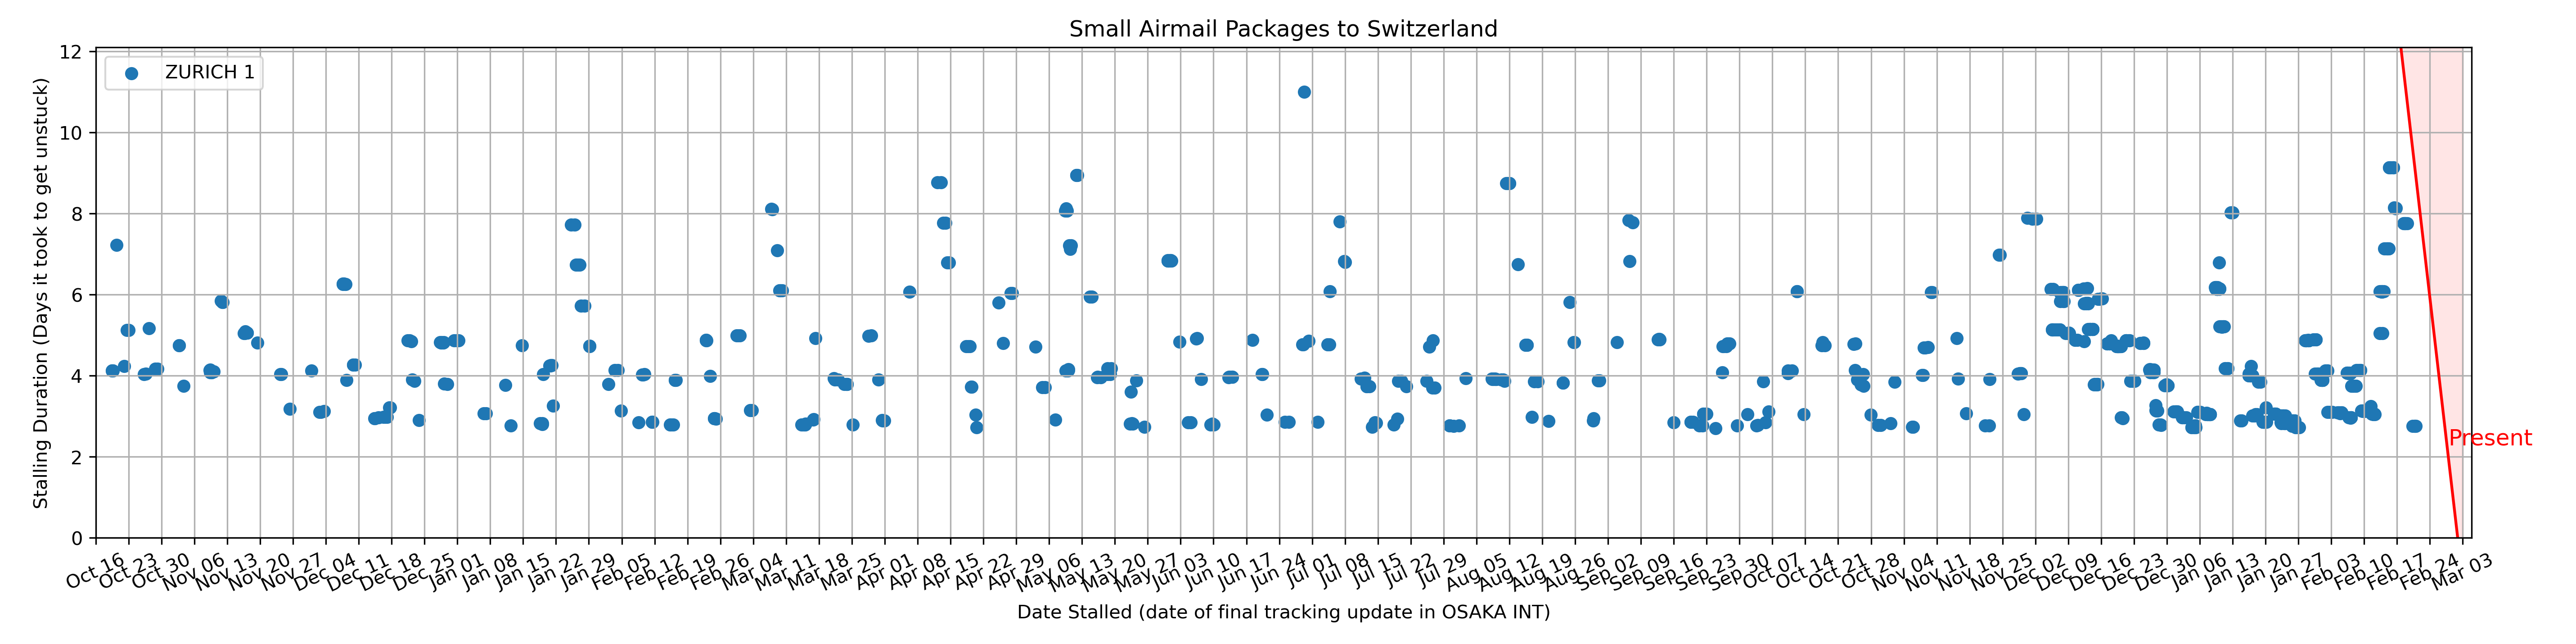 Small Airmail Packages to Switzerland
ZURICH 1
Stalling Duration (Days it took to get unstuck)
12
10
8
6
4
2
0
Present
Oct 16
Oct 23
Oct 30
Nov 06
Nov 13
Nov 20
Nov 27
Dec 04
Dec 11
Dec 18
Dec 25
Jan 01
Jan 08
Jan 15
Jan 22
Jan 29
Feb 05
Feb 12
Feb 19
Feb 26
Mar 04
Mar 11
Mar 18
Mar 25
Apr 01
Apr 08
Apr 15
Apr 22
Apr 29
May 06
May 13
May 20
May 27
Jun 03
Jun 10
Jun 17
Jun 24
Jul 01
Jul 08
Jul 15
Jul 22
Jul 29
Aug 05
Aug 12
Aug 19
Aug 26
Sep 02
Sep 09
Sep 16
Sep 23
Sep 30
Oct 07
Oct 14
Oct 21
Oct 28
Nov 04
Nov 11
Nov 18
Nov 25
Dec 02
Dec 09
Dec 16
Dec 23
Dec 30
Jan 06
Jan 13
Jan 20
Jan 27
Feb 03
Feb 10
Feb 17
Feb 24
Mar 03
Date Stalled (date of final tracking update in OSAKA INT)